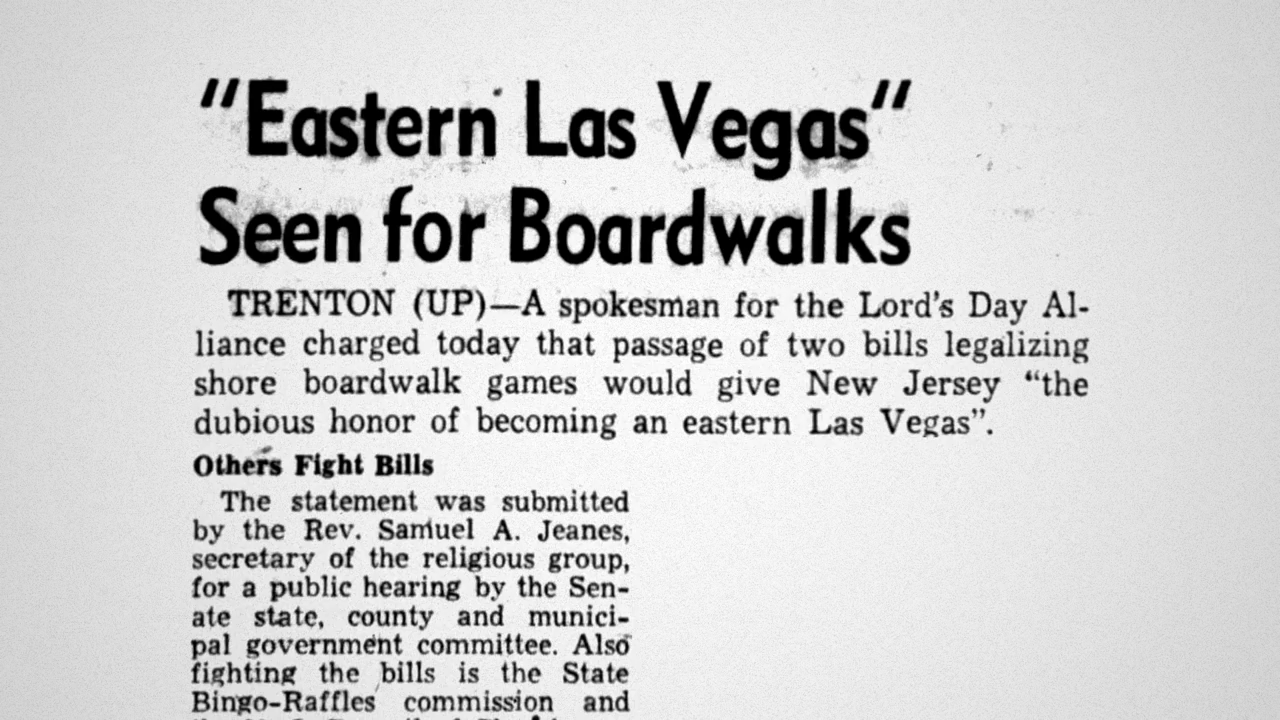 "Eastern Las Vegas"
Seen for Boardwalks
TRENTON (UP)—A spokesman for the Lord's Day Al-
liance charged today that passage of two bills legalizing
shore boardwalk games would give New Jersey "the
dubious honor of becoming an eastern Las Vegas".
Others Fight Bills
The statement was submitted
by the Rev. Samuel A. Jeanes,
secretary of the religious group,
for a public hearing by the Sen-
ate state, county and munici-
pal government committee. Also
fighting the bills is the State
Bingo-Raffles commission and